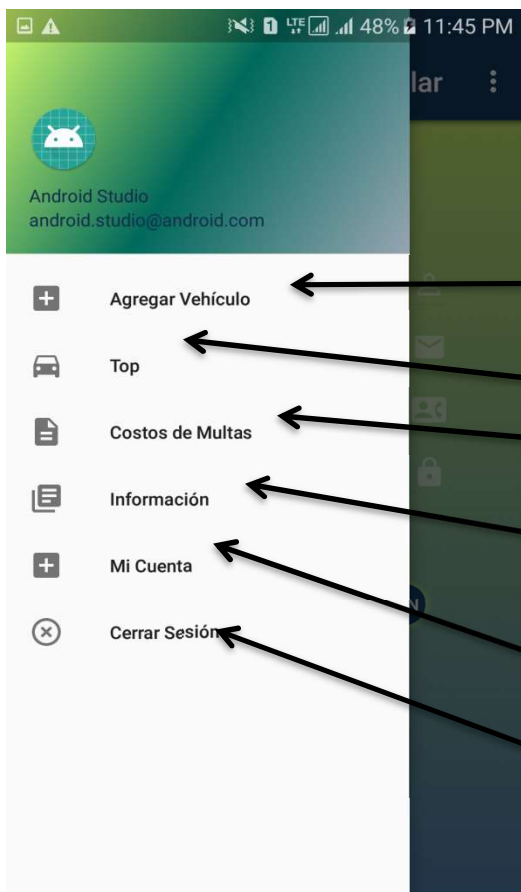 48% 11:45 PM
lar
Android Studio
android.studio@android.com
Agregar Vehículo
Top
Costos de Multas
Información
Mi Cuenta
N
Cerrar Sesión